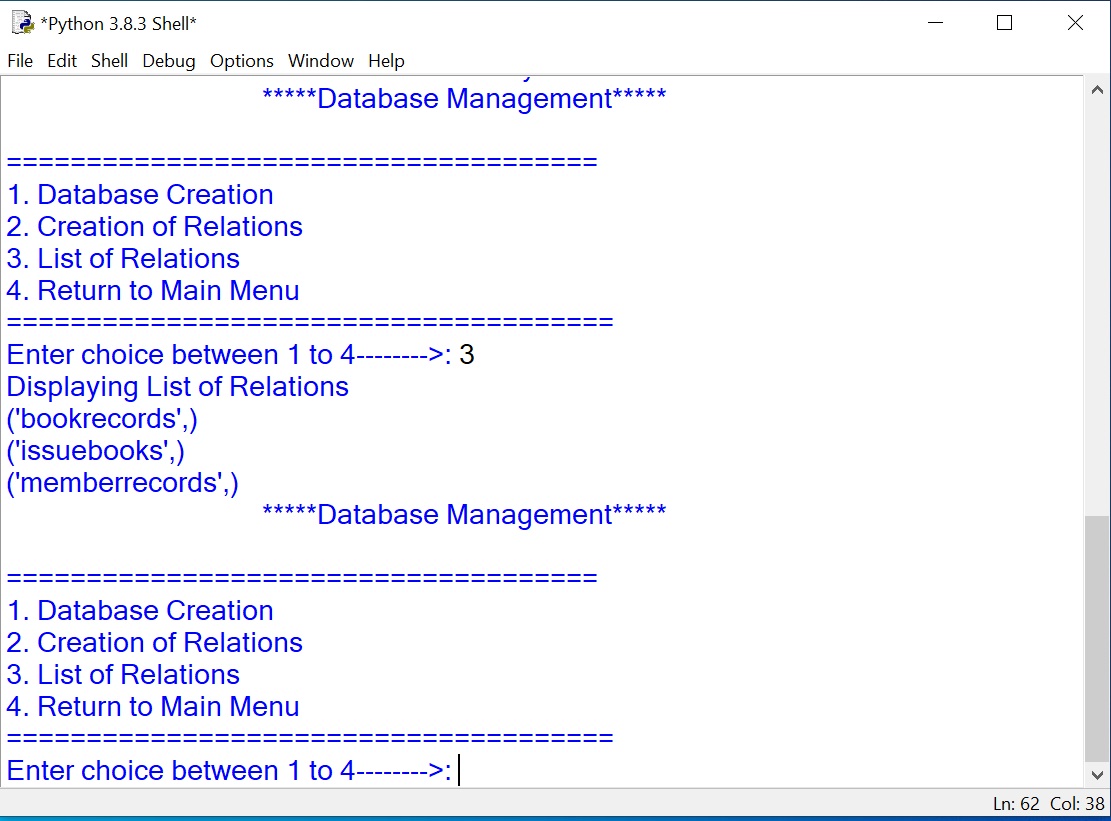 *Python 3.8.3 Shell*
File Edit Shell Debug Options Window Help
*****Database Management*****
=====================================
1. Database Creation
2. Creation of Relations
3. List of Relations
4. Return to Main Menu
======================================
Enter choice between 1 to 4-------->: 3
Displaying List of Relations
('bookrecords',)
('issuebooks',)
('memberrecords',)
*****Database Management*****
=====================================
1. Database Creation
2. Creation of Relations
3. List of Relations
4. Return to Main Menu
======================================
Enter choice between 1 to 4-------->:
Ln: 62 Col: 38